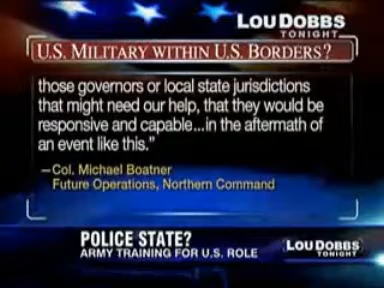 LOU DOBBS
TONIGHT
U.S. MILITARY WITHIN U.S. BORDERS?
those governors or local state jurisdictions
that might need our help, that they would be
responsive and capable...in the aftermath of
an event like this."
–Col. Michael Boatner
Future Operations, Northern Command
POLICE STATE?
ARMY TRAINING FOR U.S. ROLE
LOU DOBBS
TONIGHT